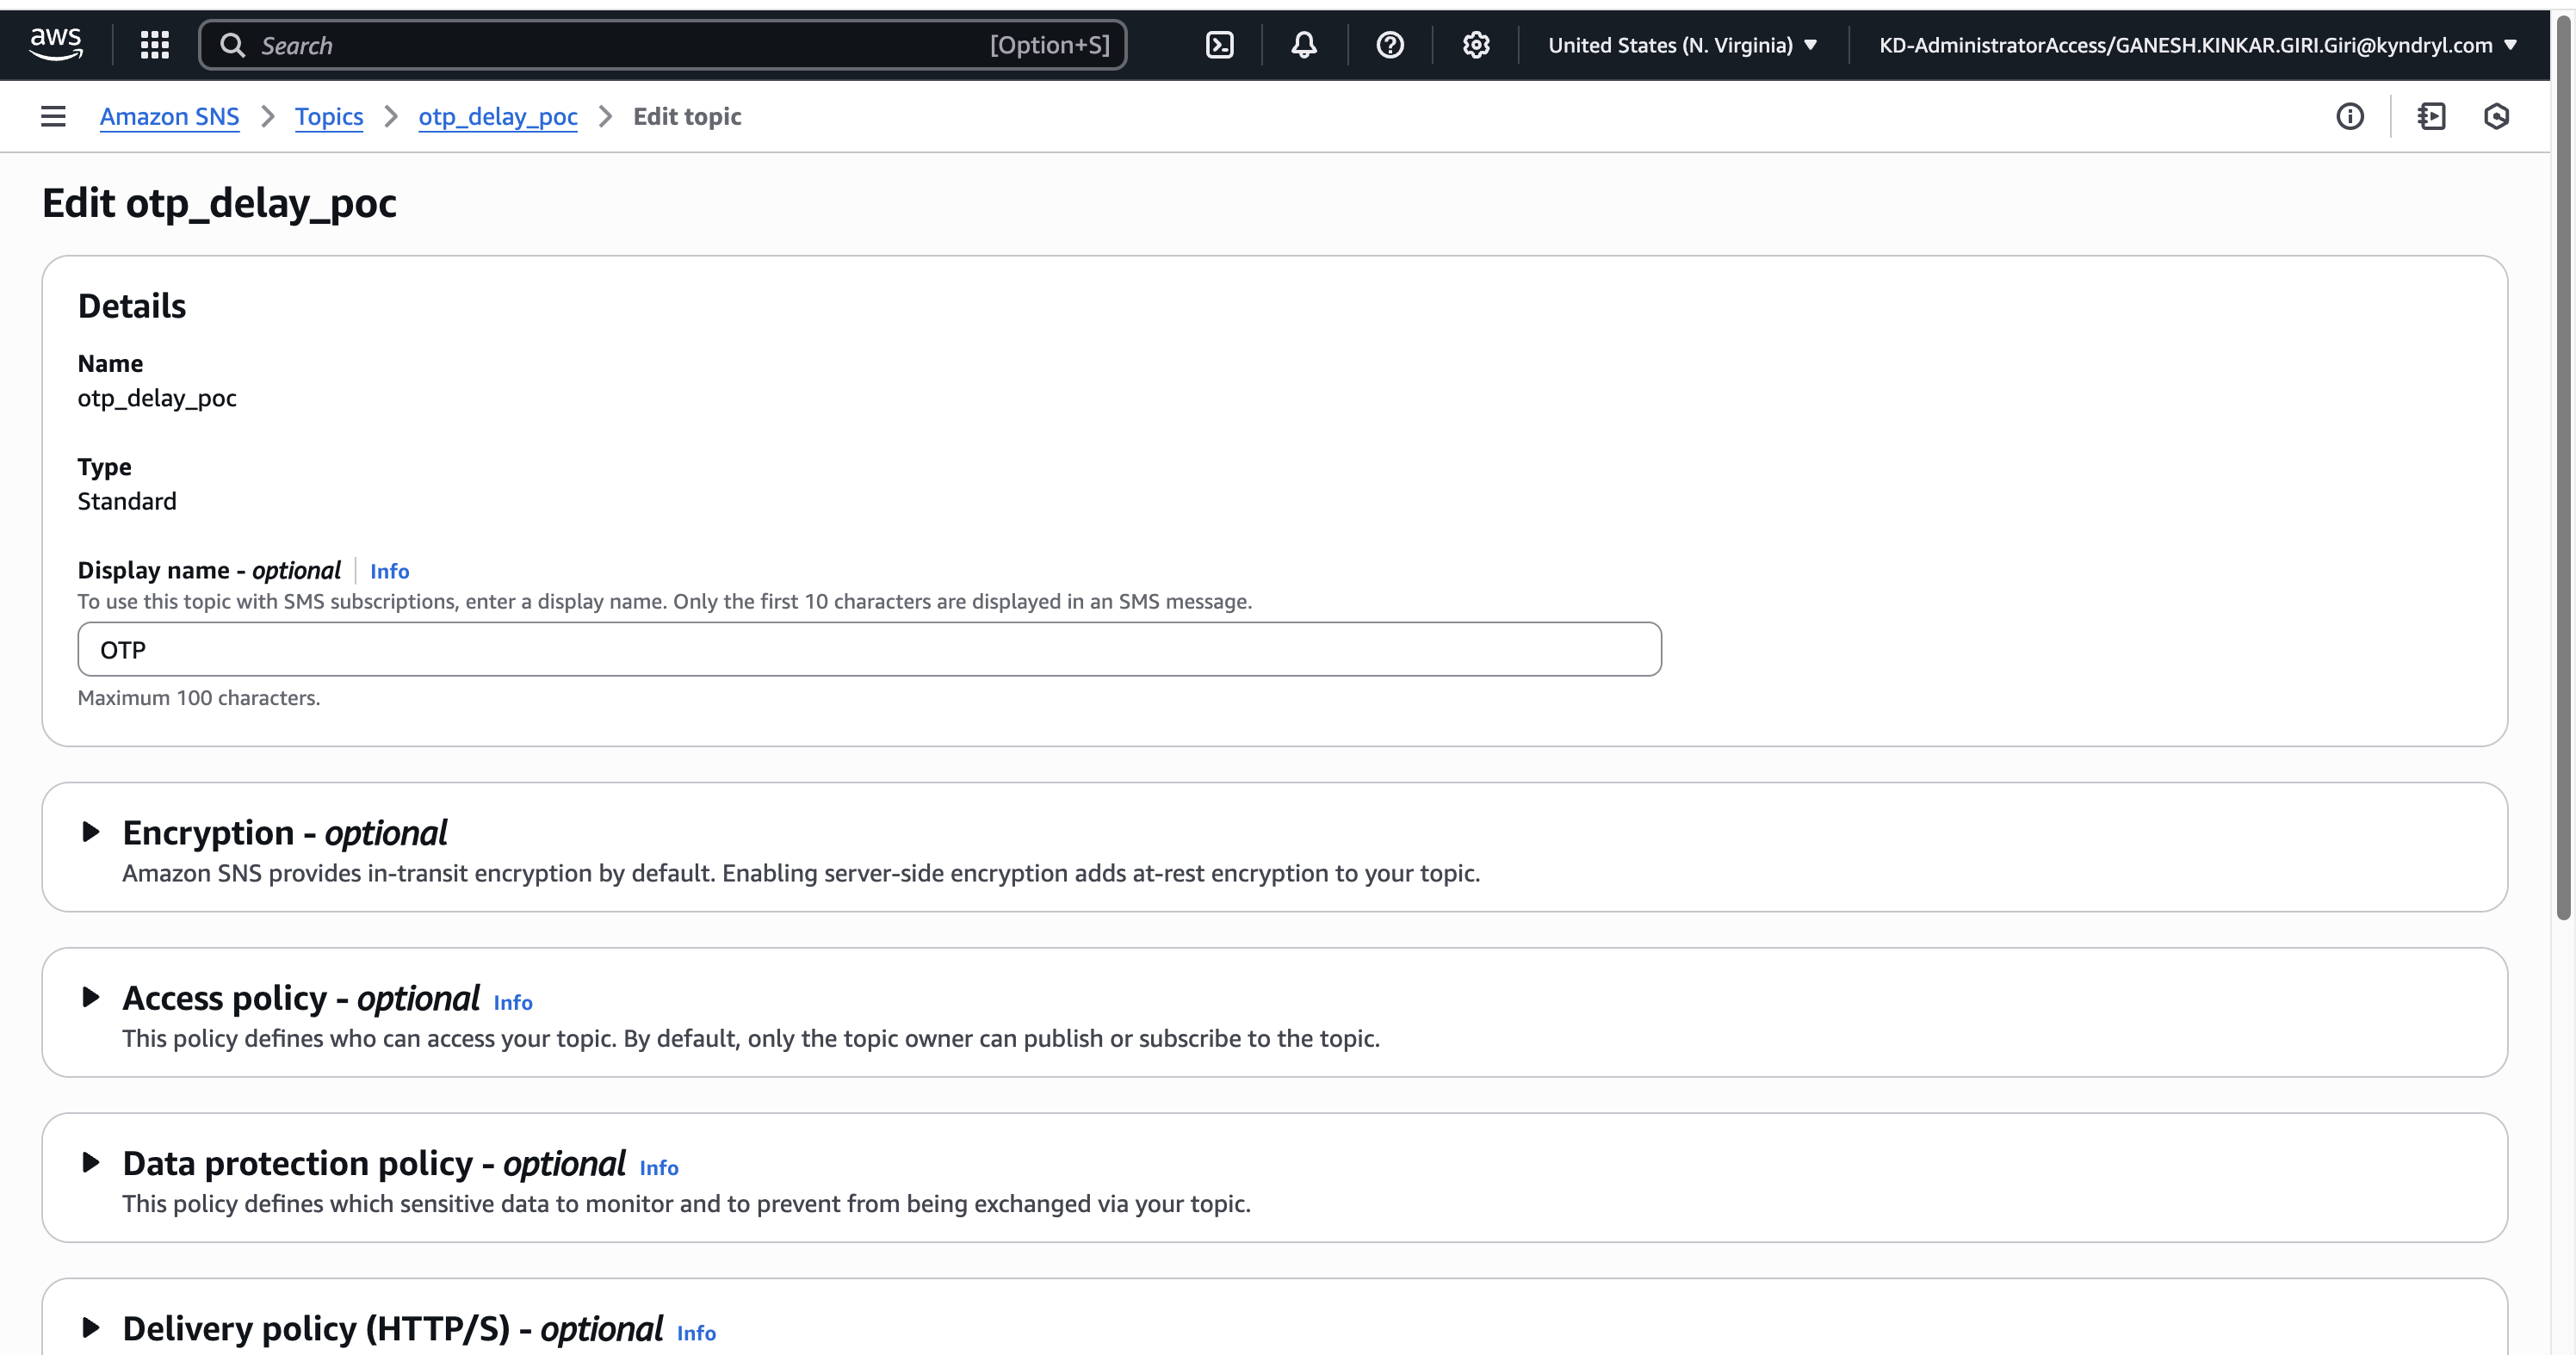 aws
Search [Option+S] United States (N. Virginia) KD-AdministratorAccess/GANESH.KINKAR.GIRI.Giri@kyndryl.com
Amazon SNS Topics otp_delay_poc Edit topic
Edit otp_delay_poc
Details
Name
otp_delay_poc
Type
Standard
Display name - optional Info
To use this topic with SMS subscriptions, enter a display name. Only the first 10 characters are displayed in an SMS message.
OTP
Maximum 100 characters.
Encryption - optional
Amazon SNS provides in-transit encryption by default. Enabling server-side encryption adds at-rest encryption to your topic.
Access policy - optional Info
This policy defines who can access your topic. By default, only the topic owner can publish or subscribe to the topic.
Data protection policy - optional Info
This policy defines which sensitive data to monitor and to prevent from being exchanged via your topic.
Delivery policy (HTTP/S) - optional Info